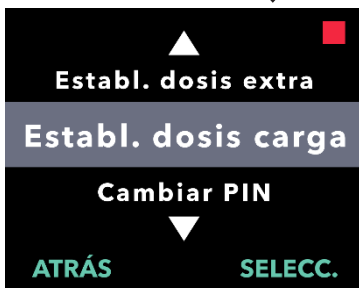 Establ. dosis extra
Establ. dosis carga
Cambiar PIN
ATRÁS SELECC.